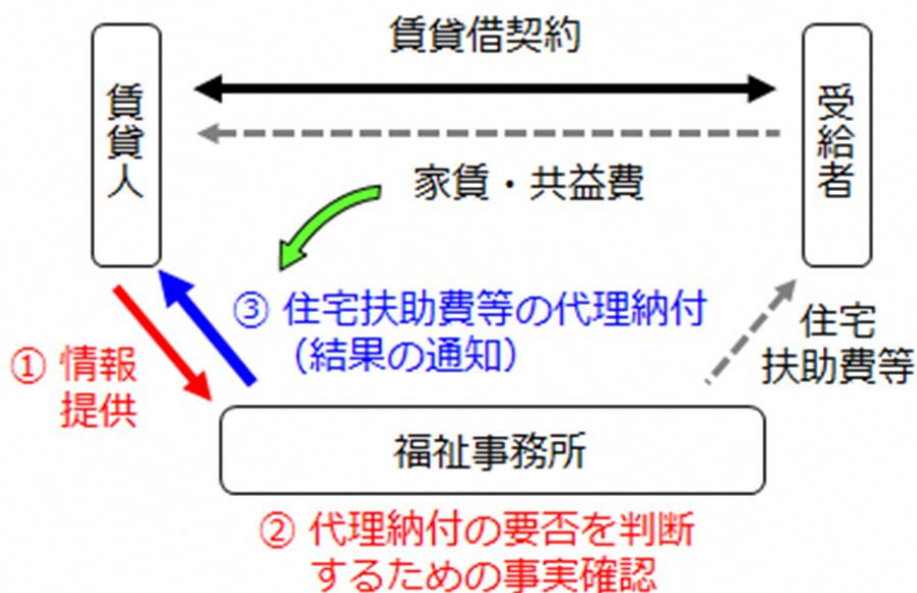 賃貸借契約
賃貸人
受給者
家賃・共益費
③ 住宅扶助費等の代理納付
（結果の通知）
① 情報
提供
住宅
扶助費等
福祉事務所
② 代理納付の要否を判断
するための事実確認